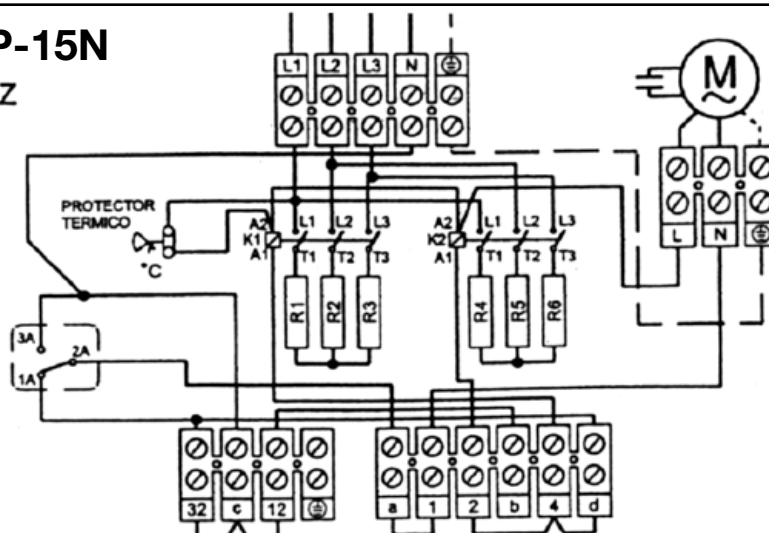 P-15N
Z
L1 L2 L3 N
M
~
PROTECTOR
TERMICO
°C
A2 L1 L2 L3
K1
A1 T1 T2 T3
A2 L1 L2 L3
K2
A1 T1 T2 T3
L N
R1 R2 R3 R4 R5 R6
3A
2A
1A
32 c 12
a 1 2 b 4 d